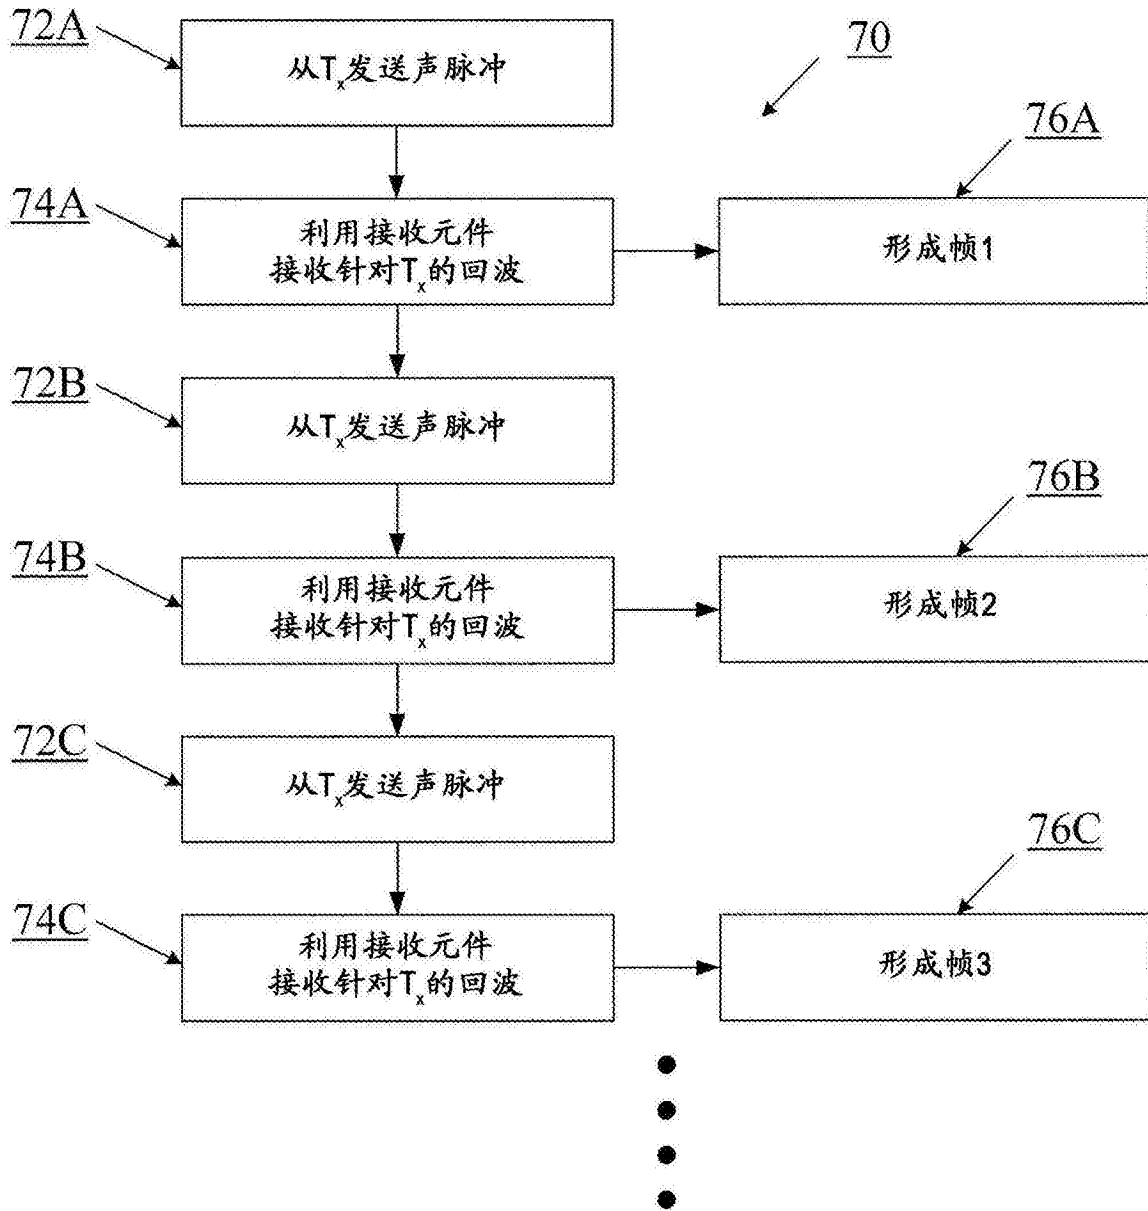 72A
从Tx发送声脉冲
70
76A
74A
利用接收元件
接收针对Tx的回波
形成帧1
72B
从Tx发送声脉冲
76B
74B
利用接收元件
接收针对Tx的回波
形成帧2
72C
从Tx发送声脉冲
76C
74C
利用接收元件
接收针对Tx的回波
形成帧3